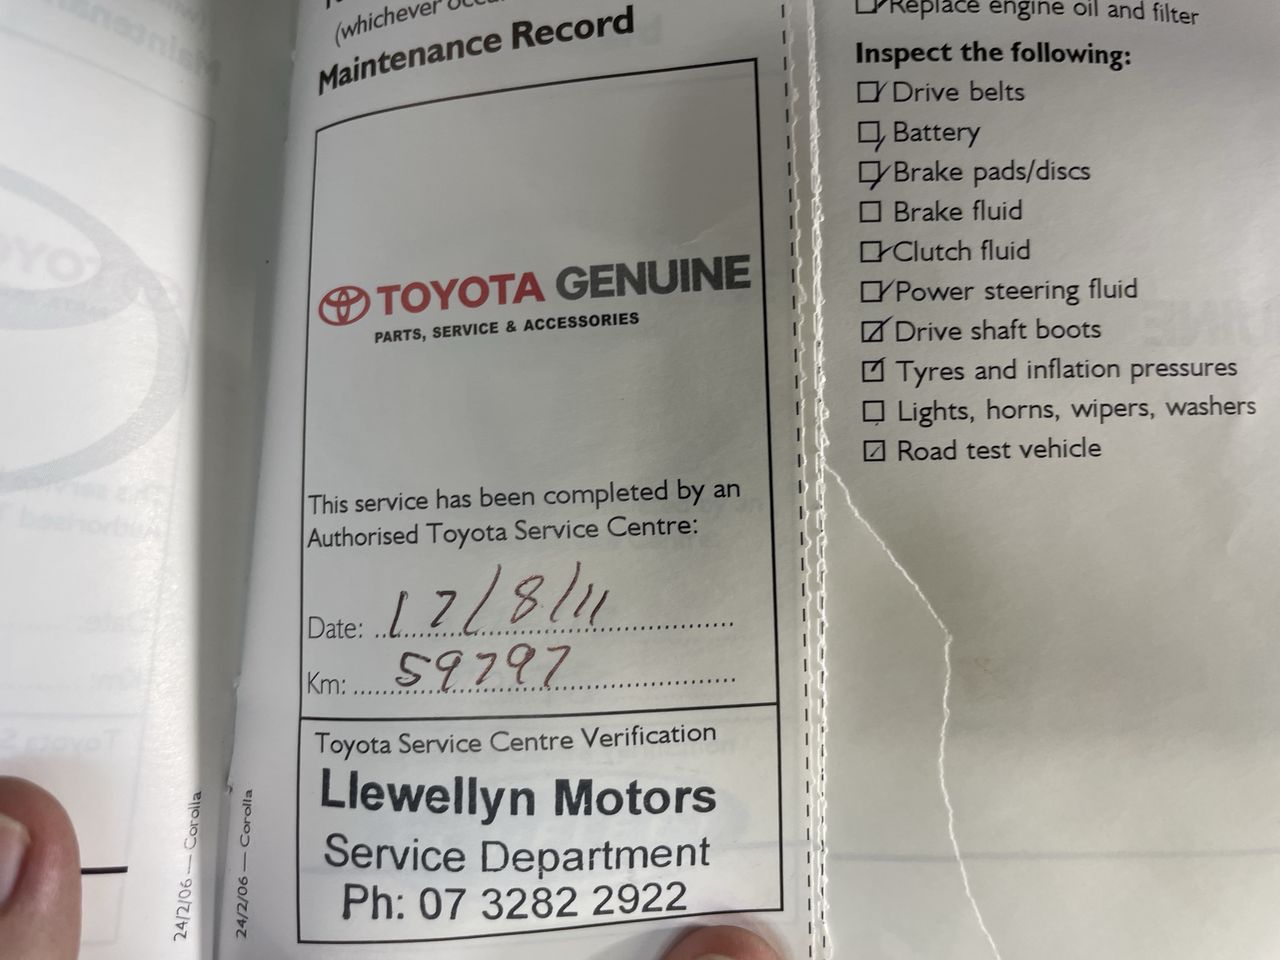 (whichever
Maintenance Record
TOYOTA GENUINE
PARTS, SERVICE & ACCESSORIES
This service has been completed by an
Authorised Toyota Service Centre:
Date: 17/8/11
Km: 59797
Toyota Service Centre Verification
Llewellyn Motors
Service Department
Ph: 07 3282 2922
24/2/06 — Corolla
24/2/06 — Corolla
Replace engine oil and filter
Inspect the following:
Drive belts
Battery
Brake pads/discs
Brake fluid
Clutch fluid
Power steering fluid
Drive shaft boots
Tyres and inflation pressures
Lights, horns, wipers, washers
Road test vehicle